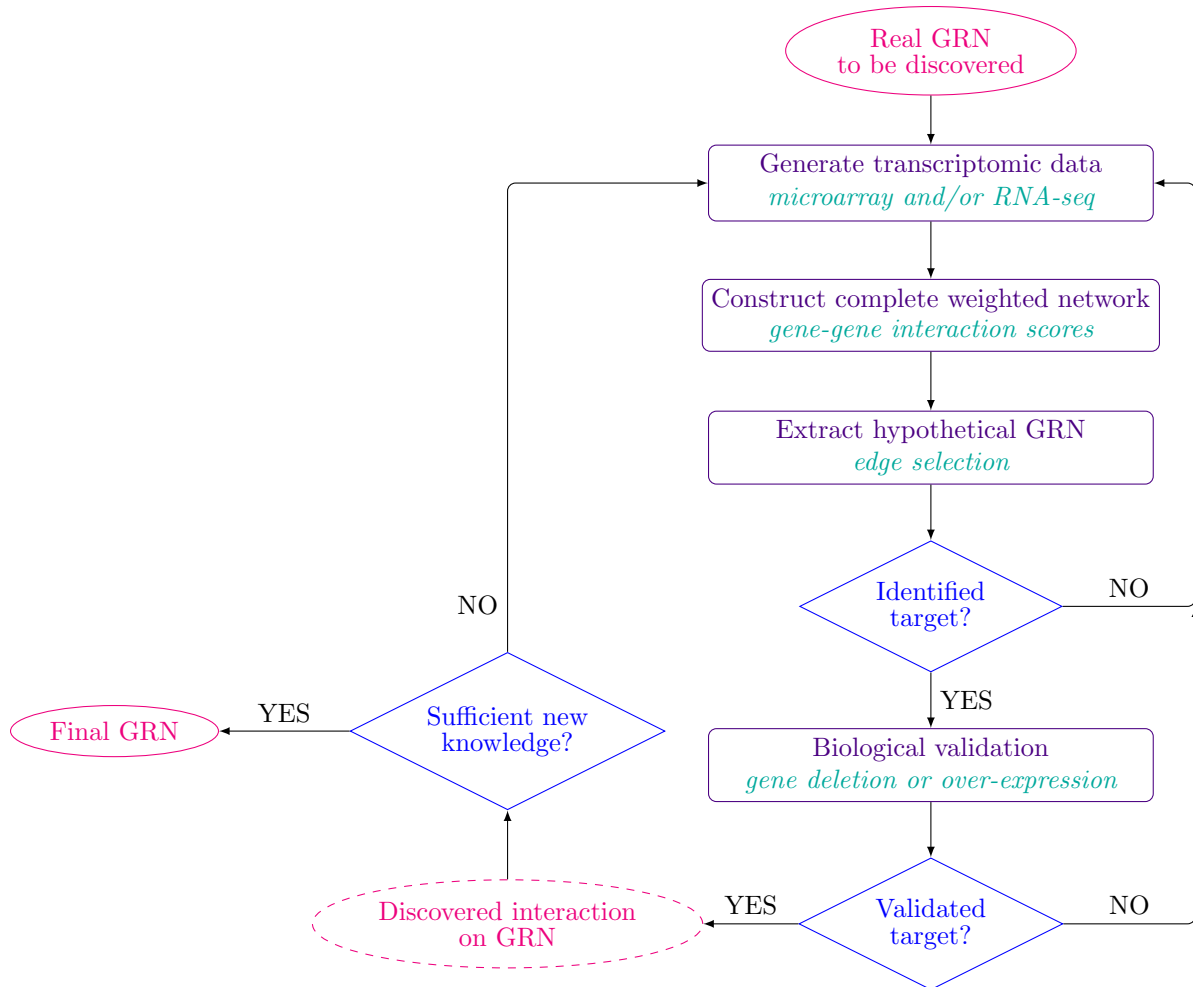 Real GRN
to be discovered
Generate transcriptomic data
microarray and/or RNA-seq
Construct complete weighted network
gene-gene interaction scores
Extract hypothetical GRN
edge selection
Identified
target?
NO
YES
NO
Biological validation
gene deletion or over-expression
Validated
target?
NO
YES
Discovered interaction
on GRN
Sufficient new
knowledge?
YES
Final GRN